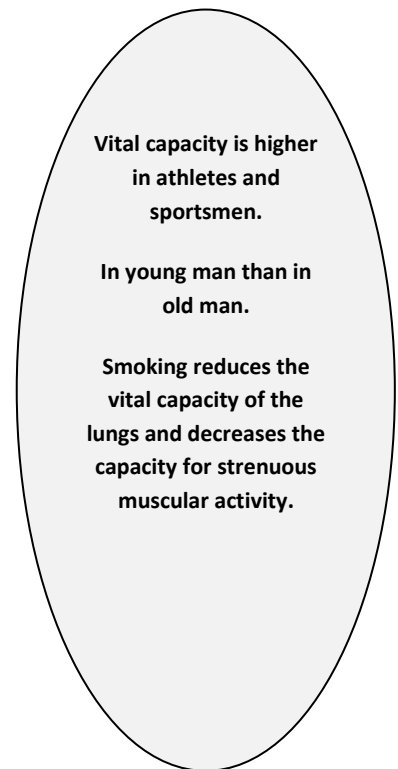 Vital capacity is higher
in athletes and
sportsmen.
In young man than in
old man.
Smoking reduces the
vital capacity of the
lungs and decreases the
capacity for strenuous
muscular activity.